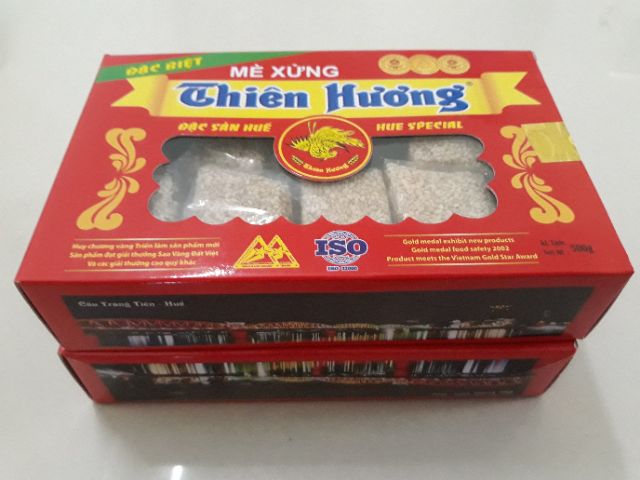 ĐẶC BIỆT
MÈ XỬNG
Thiên Hương®
ĐẶC SẢN HUẾ
HUE SPECIAL
Thiên Hương
Huy chương vàng Triển lãm sản phẩm mới
Sản phẩm đạt giải thưởng Sao Vàng Đất Việt
Và các giải thưởng cao quý khác
ISO
Gold medal exhibit new products
Gold medal food safety 2002
Product meets the Vietnam Gold Star Award
500g
Cầu Tràng Tiền - Huế